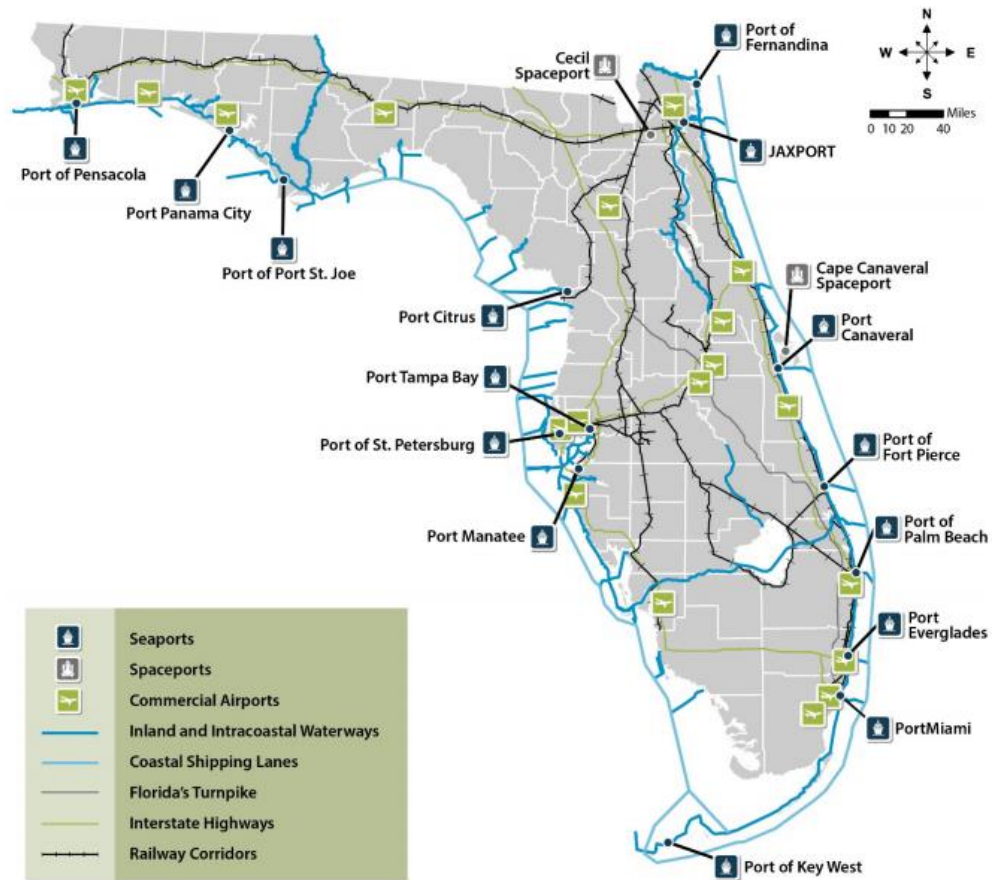 Port of
Fernandina
N
W E
S
Miles
0 10 20 40
Cecil
Spaceport
JAXPORT
Port of Pensacola
Port Panama City
Port of Port St. Joe
Cape Canaveral
Spaceport
Port Citrus
Port
Canaveral
Port Tampa Bay
Port of St. Petersburg
Port of
Fort Pierce
Port Manatee
Port of
Palm Beach
Port
Everglades
PortMiami
Port of Key West
Seaports
Spaceports
Commercial Airports
Inland and Intracoastal Waterways
Coastal Shipping Lanes
Florida's Turnpike
Interstate Highways
Railway Corridors